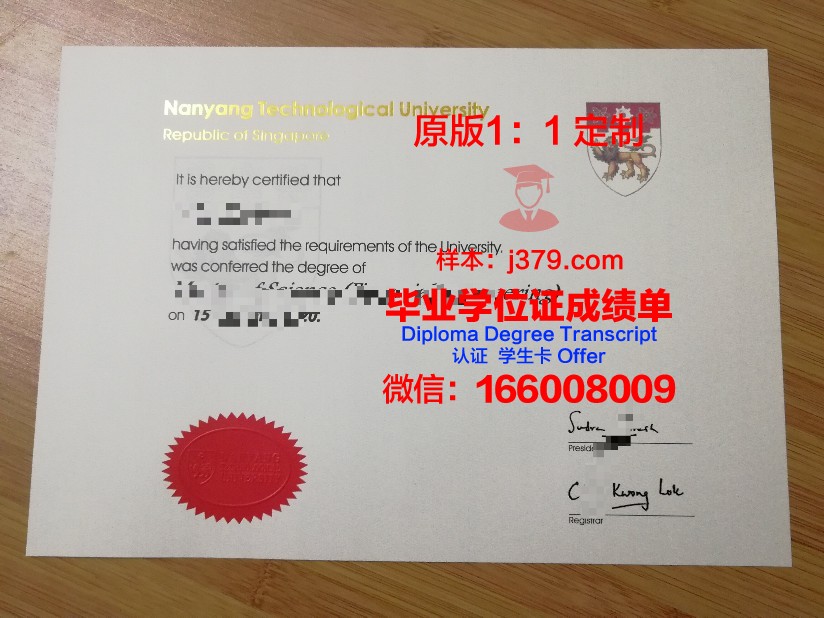 Nanyang Technological University
Republic of Singapore
原版1：1 定制
It is hereby certified that
having satisfied the requirements of the University,
was conferred the degree of
样本：j379.com
毕业学位证成绩单
on 15
Diploma Degree Transcript
认证 学生卡 Offer
微信：166008009
Kwong Lok
Registrar